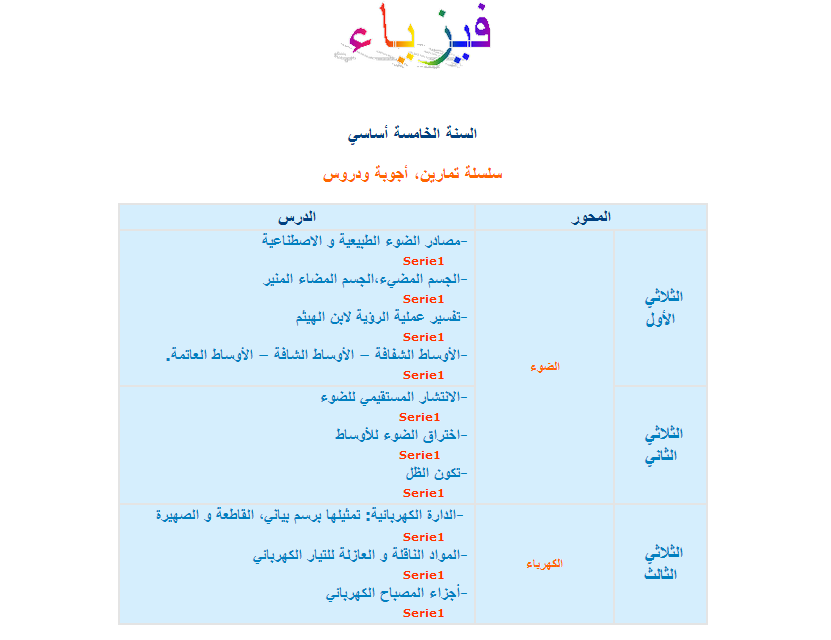 فيزياء
السنة الخامسة أساسي
سلسلة تمارين، أجوبة ودروس
المحور
الدرس
الثلاثي
الأول
الضوء
-مصادر الضوء الطبيعية و الاصطناعية
Serie1
-الجسم المضيء،الجسم المضاء المنير
Serie1
-تفسير عملية الرؤية لابن الهيثم
Serie1
-الأوساط الشفافة – الأوساط الشافة – الأوساط العاتمة.
Serie1
الثلاثي
الثاني
-الانتشار المستقيمي للضوء
Serie1
-اختراق الضوء للأوساط
Serie1
-تكون الظل
Serie1
الثلاثي
الثالث
الكهرباء
-الدارة الكهربائية: تمثيلها برسم بياني، القاطعة و الصهيرة
Serie1
-المواد الناقلة و العازلة للتيار الكهربائي
Serie1
-أجزاء المصباح الكهربائي
Serie1